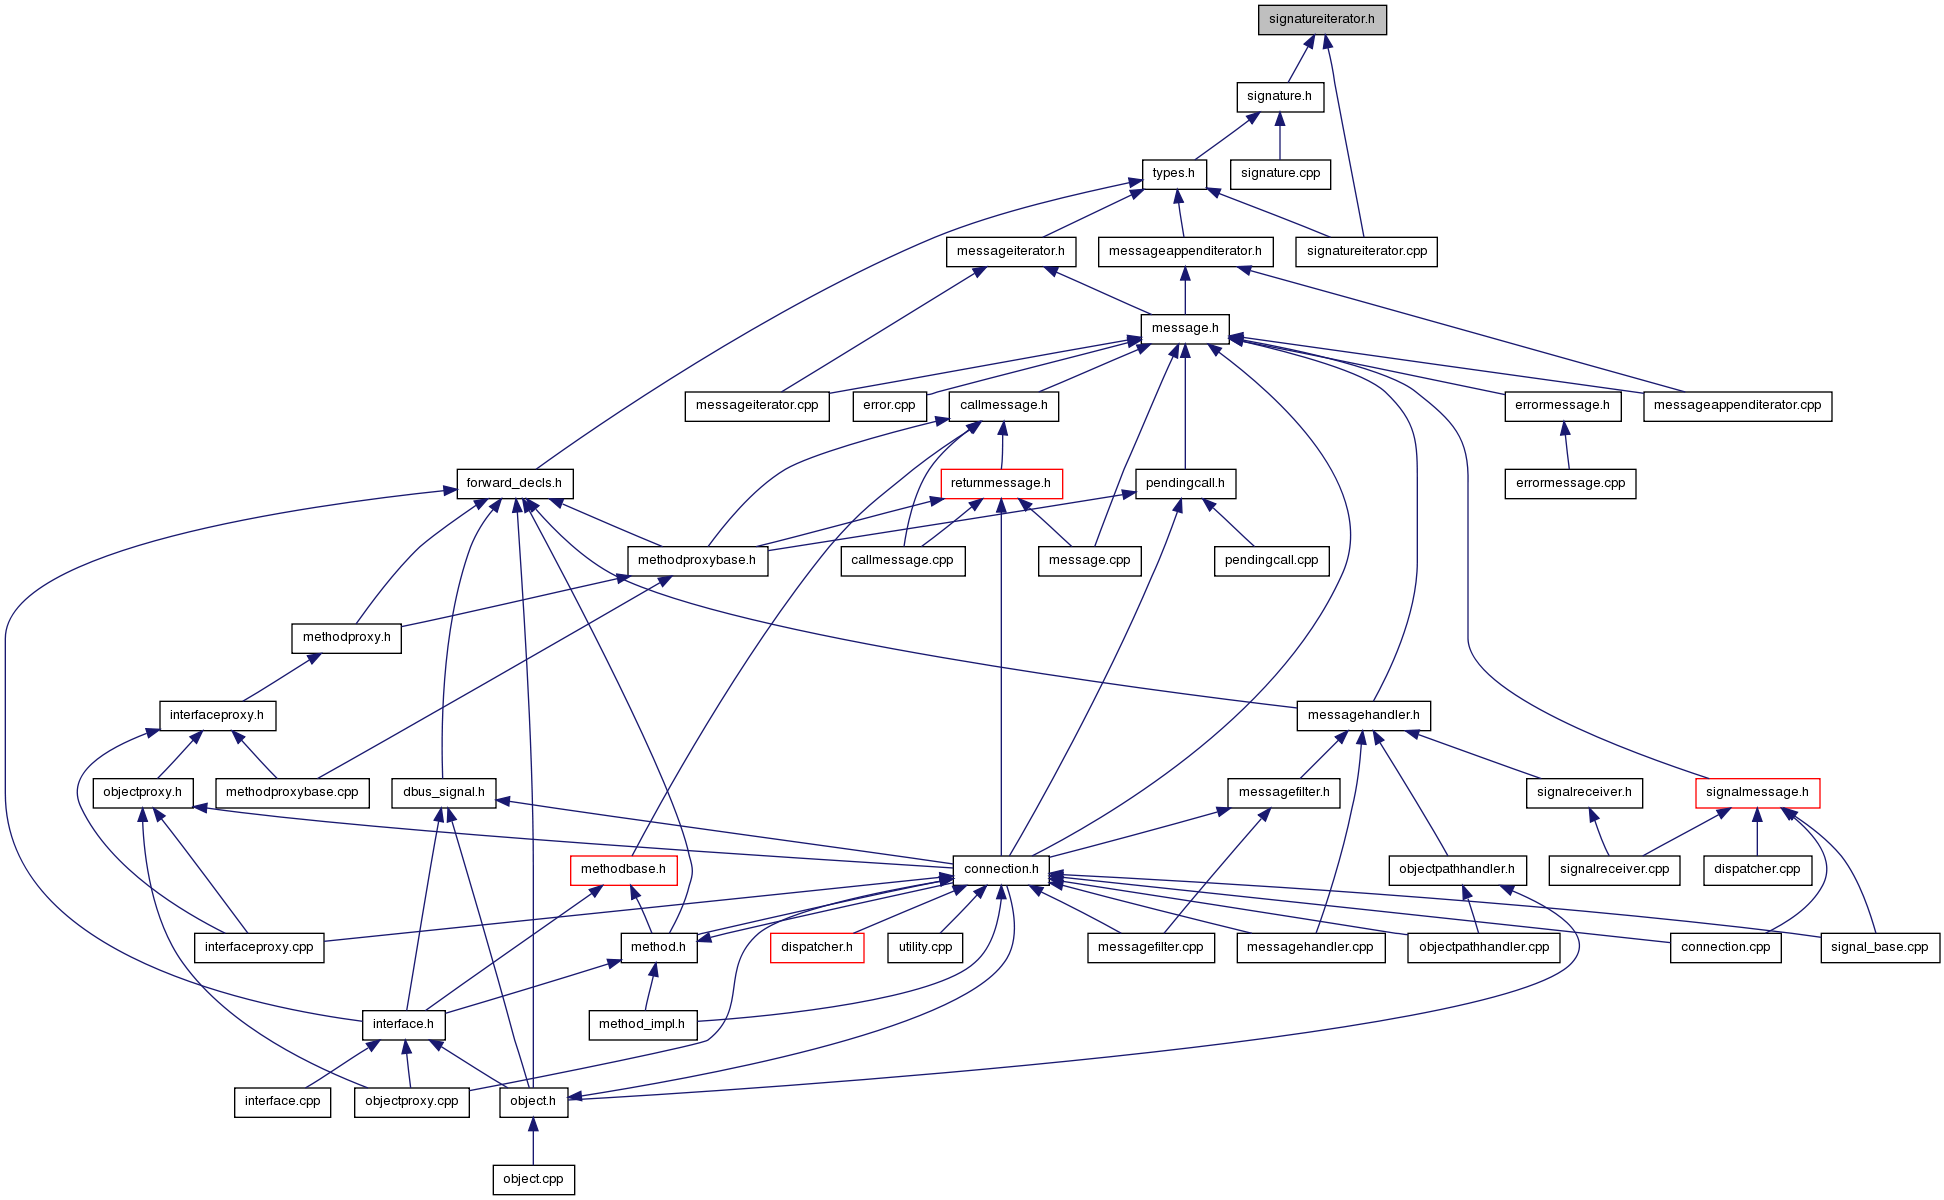 signatureiterator.h
signature.h
types.h
signature.cpp
messageiterator.h
messageappenditerator.h
signatureiterator.cpp
message.h
messageiterator.cpp
error.cpp
callmessage.h
errormessage.h
messageappenditerator.cpp
forward_decls.h
returnmessage.h
pendingcall.h
errormessage.cpp
methodproxybase.h
callmessage.cpp
message.cpp
pendingcall.cpp
methodproxy.h
interfaceproxy.h
messagehandler.h
objectproxy.h
methodproxybase.cpp
dbus_signal.h
messagefilter.h
signalreceiver.h
signalmessage.h
methodbase.h
connection.h
objectpathhandler.h
signalreceiver.cpp
dispatcher.cpp
interfaceproxy.cpp
method.h
dispatcher.h
utility.cpp
messagefilter.cpp
messagehandler.cpp
objectpathhandler.cpp
connection.cpp
signal_base.cpp
interface.h
method_impl.h
interface.cpp
objectproxy.cpp
object.h
object.cpp